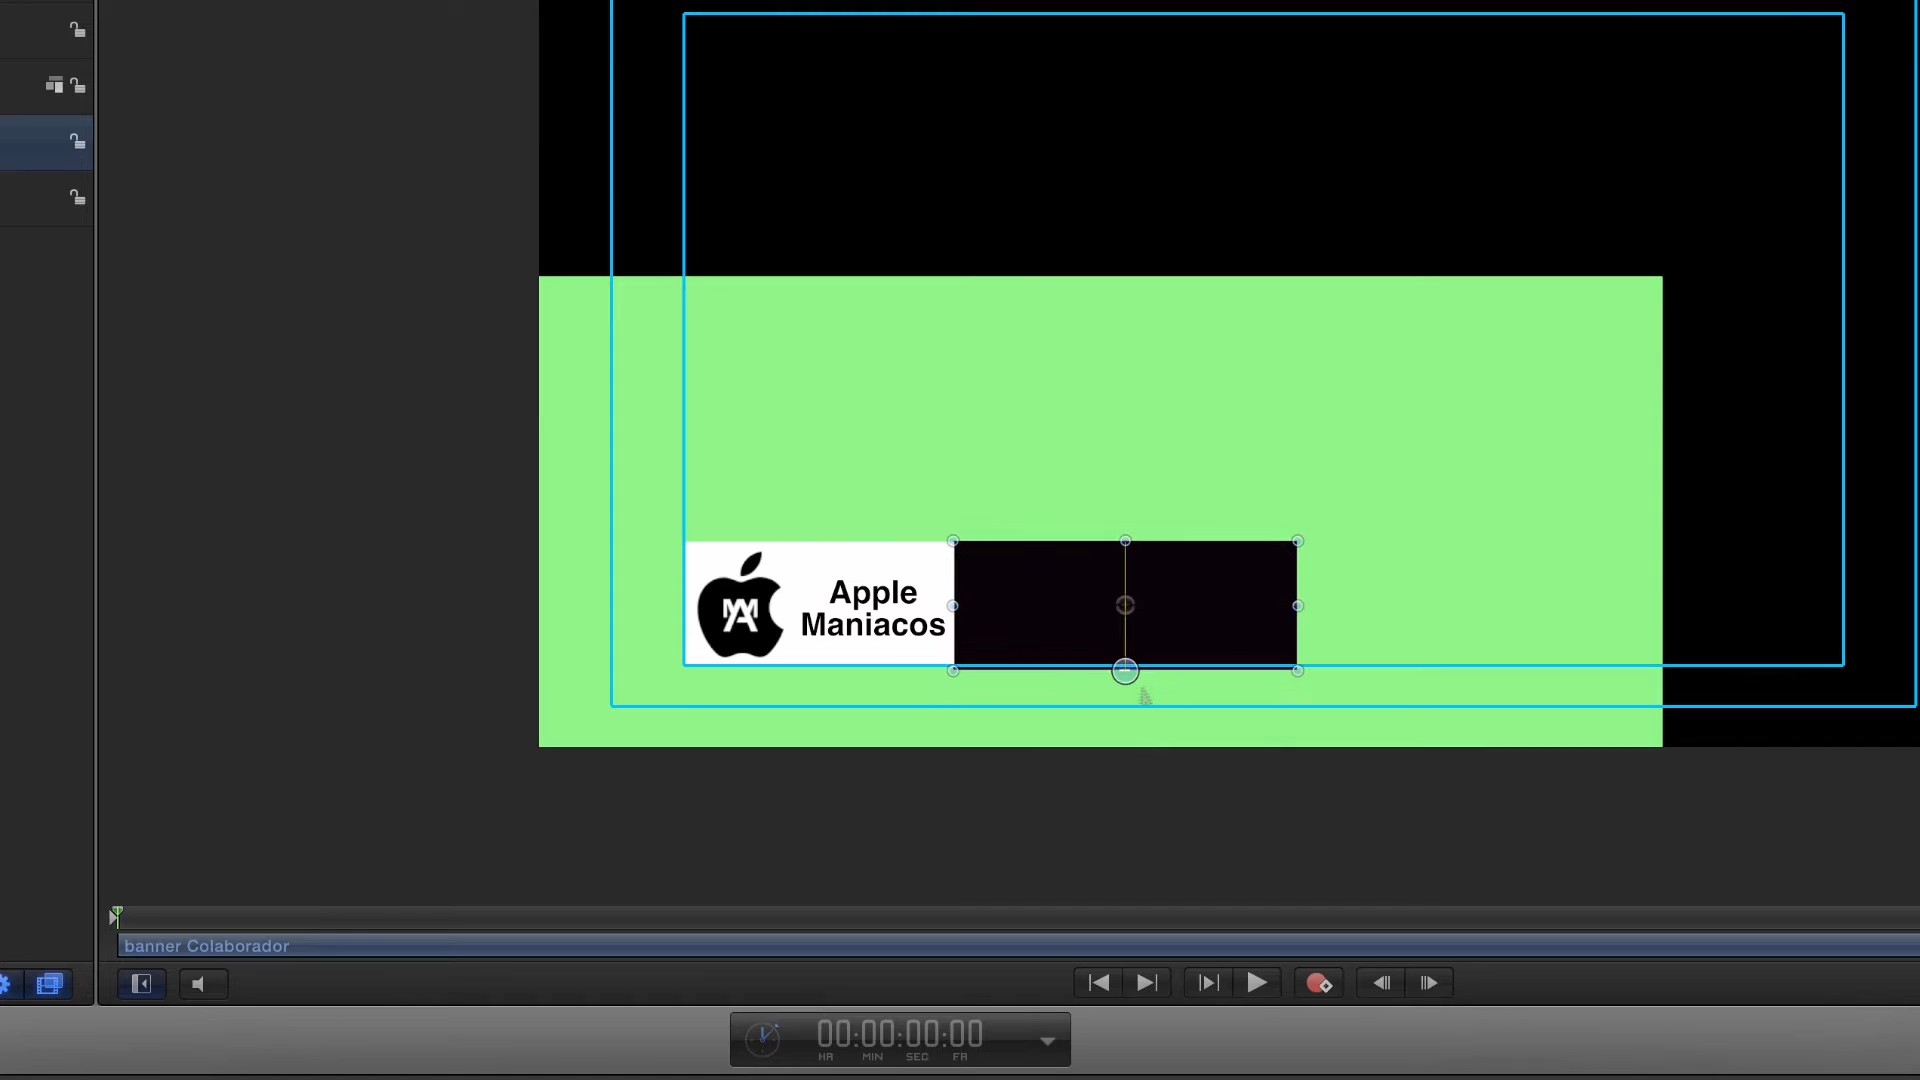 Apple
Maniacos
banner Colaborador
00:00:00:00
HR MIN SEC FR